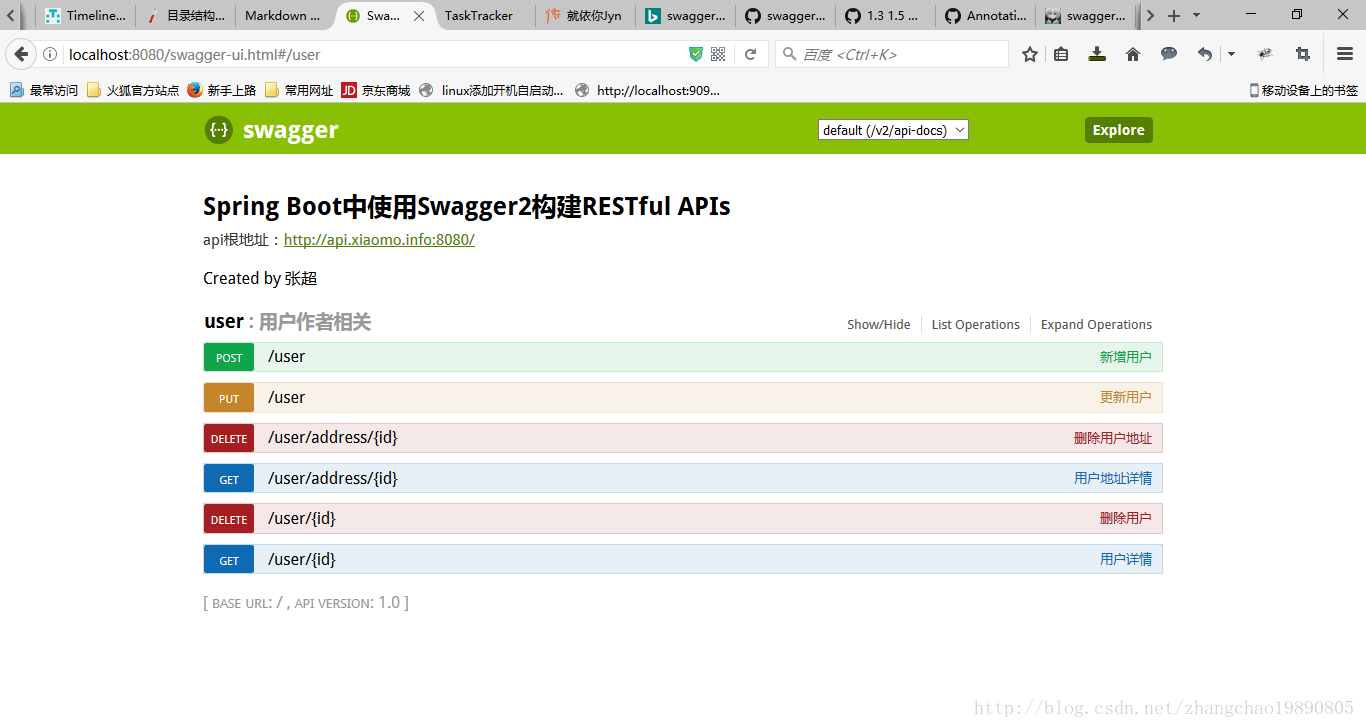 Timeline...
目录结构...
Markdown ...
Swa...
TaskTracker
就依你Jyn
swagger...
swagger...
1.3 1.5 ...
Annotati...
swagger...
localhost:8080/swagger-ui.html#/user
百度 <Ctrl+K>
最常访问
火狐官方站点
新手上路
常用网址
JD 京东商城
linux添加开机自启动...
http://localhost:909...
移动设备上的书签
swagger
default (/v2/api-docs)
Explore
Spring Boot中使用Swagger2构建RESTful APIs
api根地址：http://api.xiaomo.info:8080/
Created by 张超
user : 用户作者相关
Show/Hide
List Operations
Expand Operations
POST /user 新增用户
PUT /user 更新用户
DELETE /user/address/{id} 删除用户地址
GET /user/address/{id} 用户地址详情
DELETE /user/{id} 删除用户
GET /user/{id} 用户详情
[ BASE URL: / , API VERSION: 1.0 ]
http://blog.csdn.net/zhangchao19890805